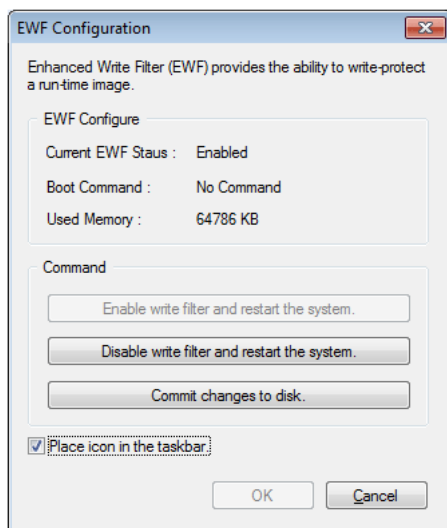 EWF Configuration
Enhanced Write Filter (EWF) provides the ability to write-protect
a run-time image.
EWF Configure
Current EWF Staus : Enabled
Boot Command : No Command
Used Memory : 64786 KB
Command
Enable write filter and restart the system.
Disable write filter and restart the system.
Commit changes to disk.
Place icon in the taskbar.
OK Cancel